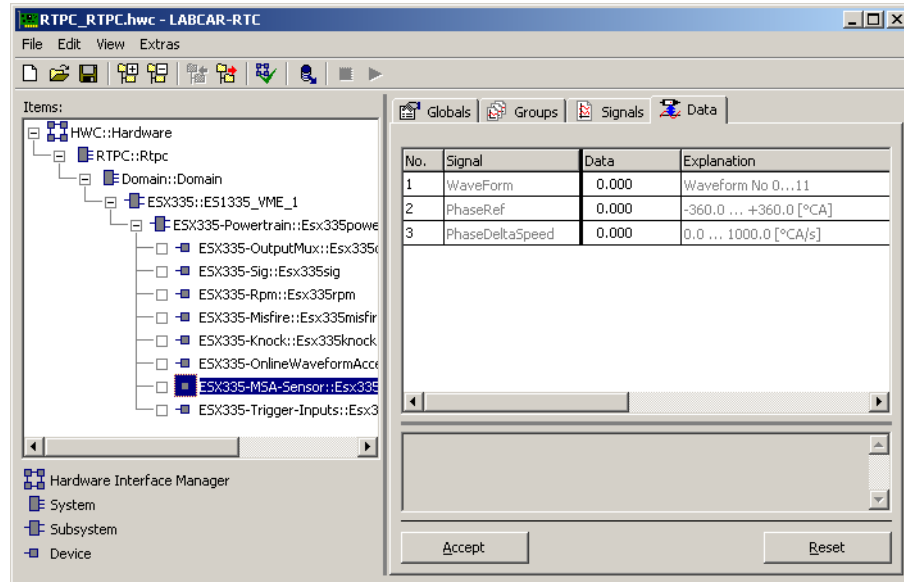 RTPC_RTPC.hwc - LABCAR-RTC
File Edit View Extras
Items:
HWC::Hardware
RTPC::Rtpc
Domain::Domain
ESX335::ES1335_VME_1
ESX335-Powertrain::Esx335powe
ESX335-OutputMux::Esx335o
ESX335-Sig::Esx335sig
ESX335-Rpm::Esx335rpm
ESX335-Misfire::Esx335misfir
ESX335-Knock::Esx335knock
ESX335-OnlineWaveformAcce
ESX335-MSA-Sensor::Esx335
ESX335-Trigger-Inputs::Esx3
Hardware Interface Manager
System
Subsystem
Device
Globals Groups Signals Data
No. Signal Data Explanation
1 WaveForm 0.000 Waveform No 0...11
2 PhaseRef 0.000 -360.0 ... +360.0 [°CA]
3 PhaseDeltaSpeed 0.000 0.0 ... 1000.0 [°CA/s]
Accept Reset